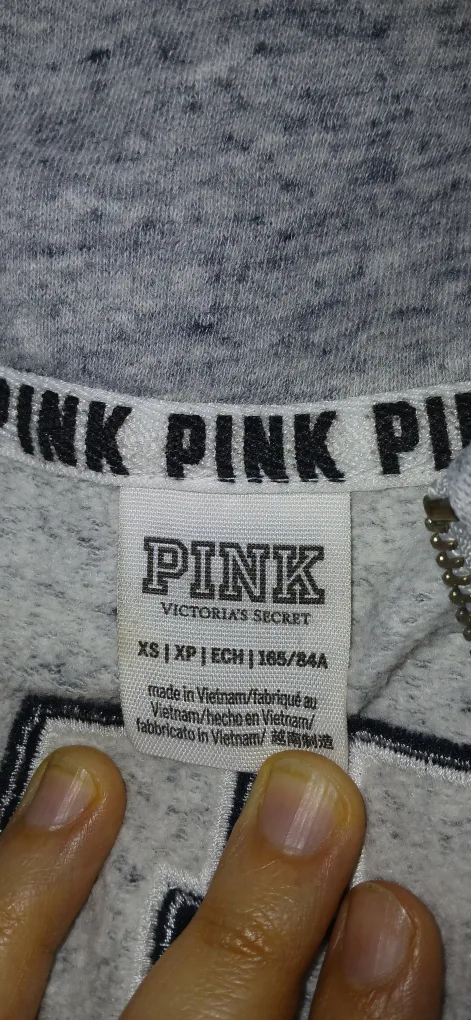 PINK PINK PI
PINK
VICTORIA'S SECRET
XS | XP | ECH | 165/84A
made in Vietnam/fabriqué au
Vietnam/hecho en Vietnam/
fabbricato in Vietnam/ 越南制造